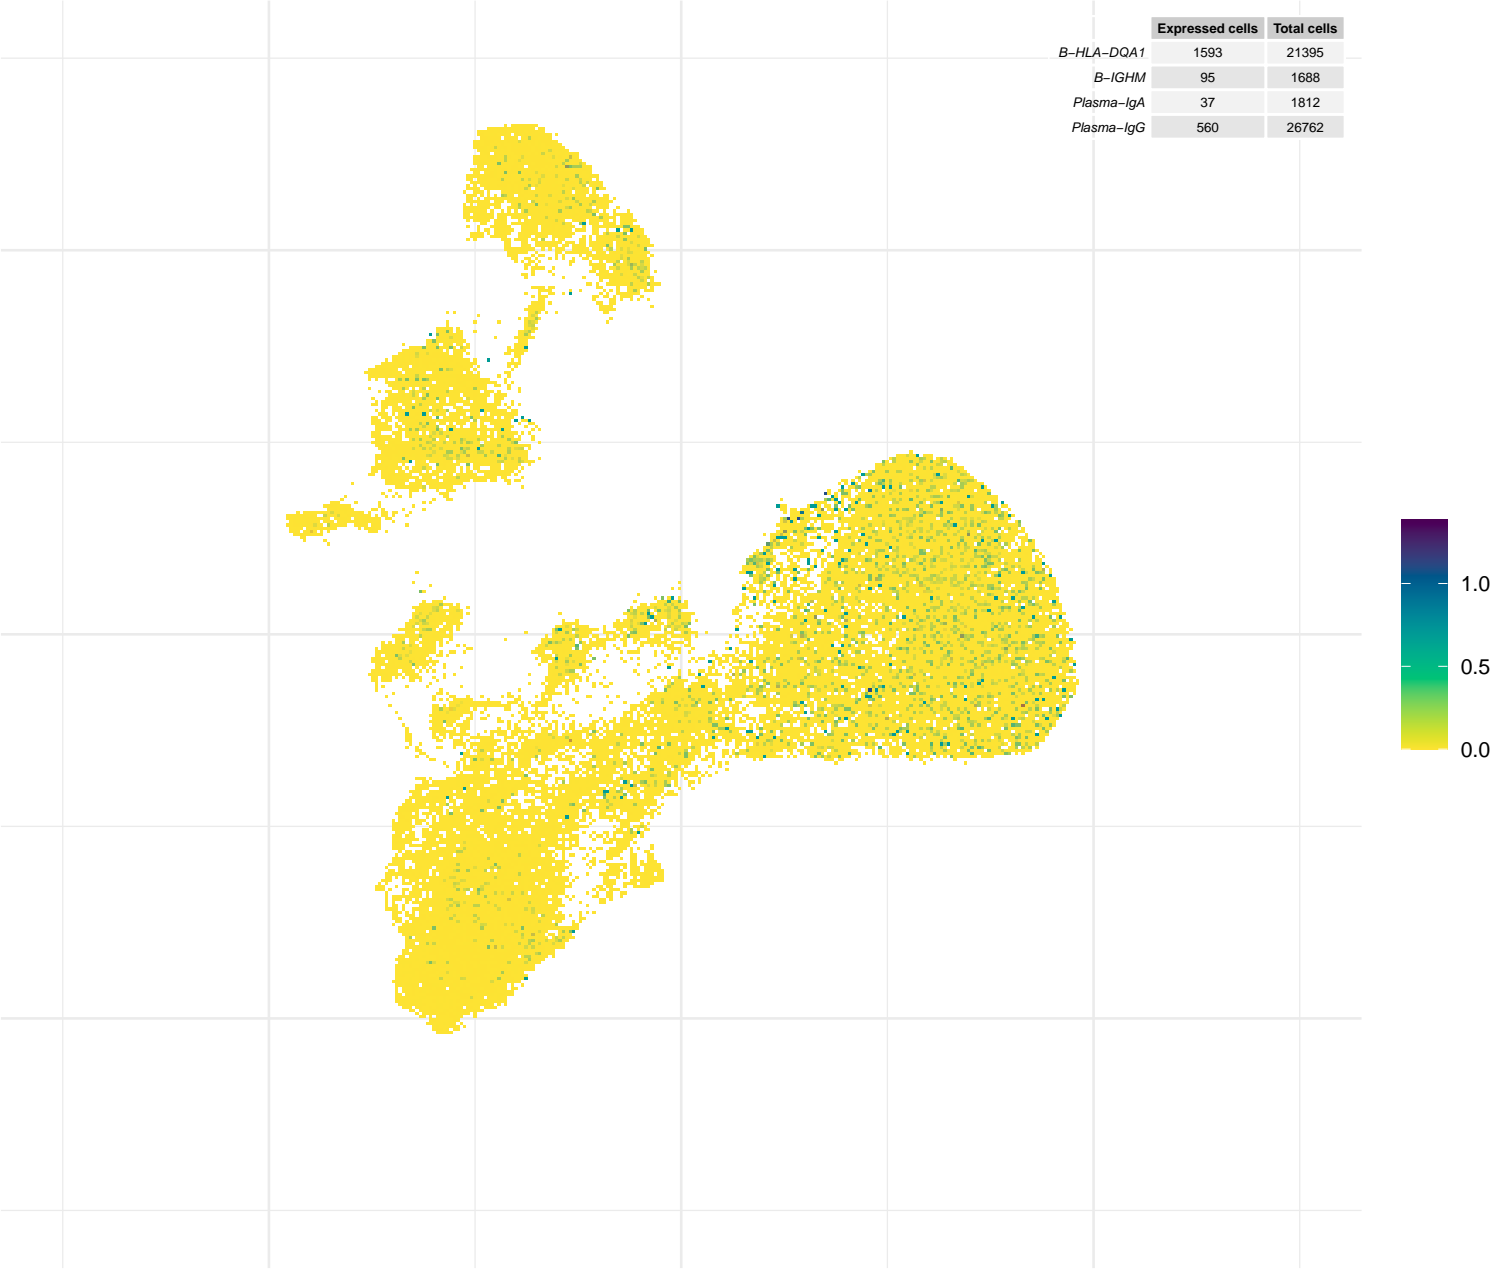 Expressed cells Total cells
B−HLA−DQA1 1593 21395
B−IGHM 95 1688
Plasma−IgA 37 1812
Plasma−IgG 560 26762
1.0
0.5
0.0